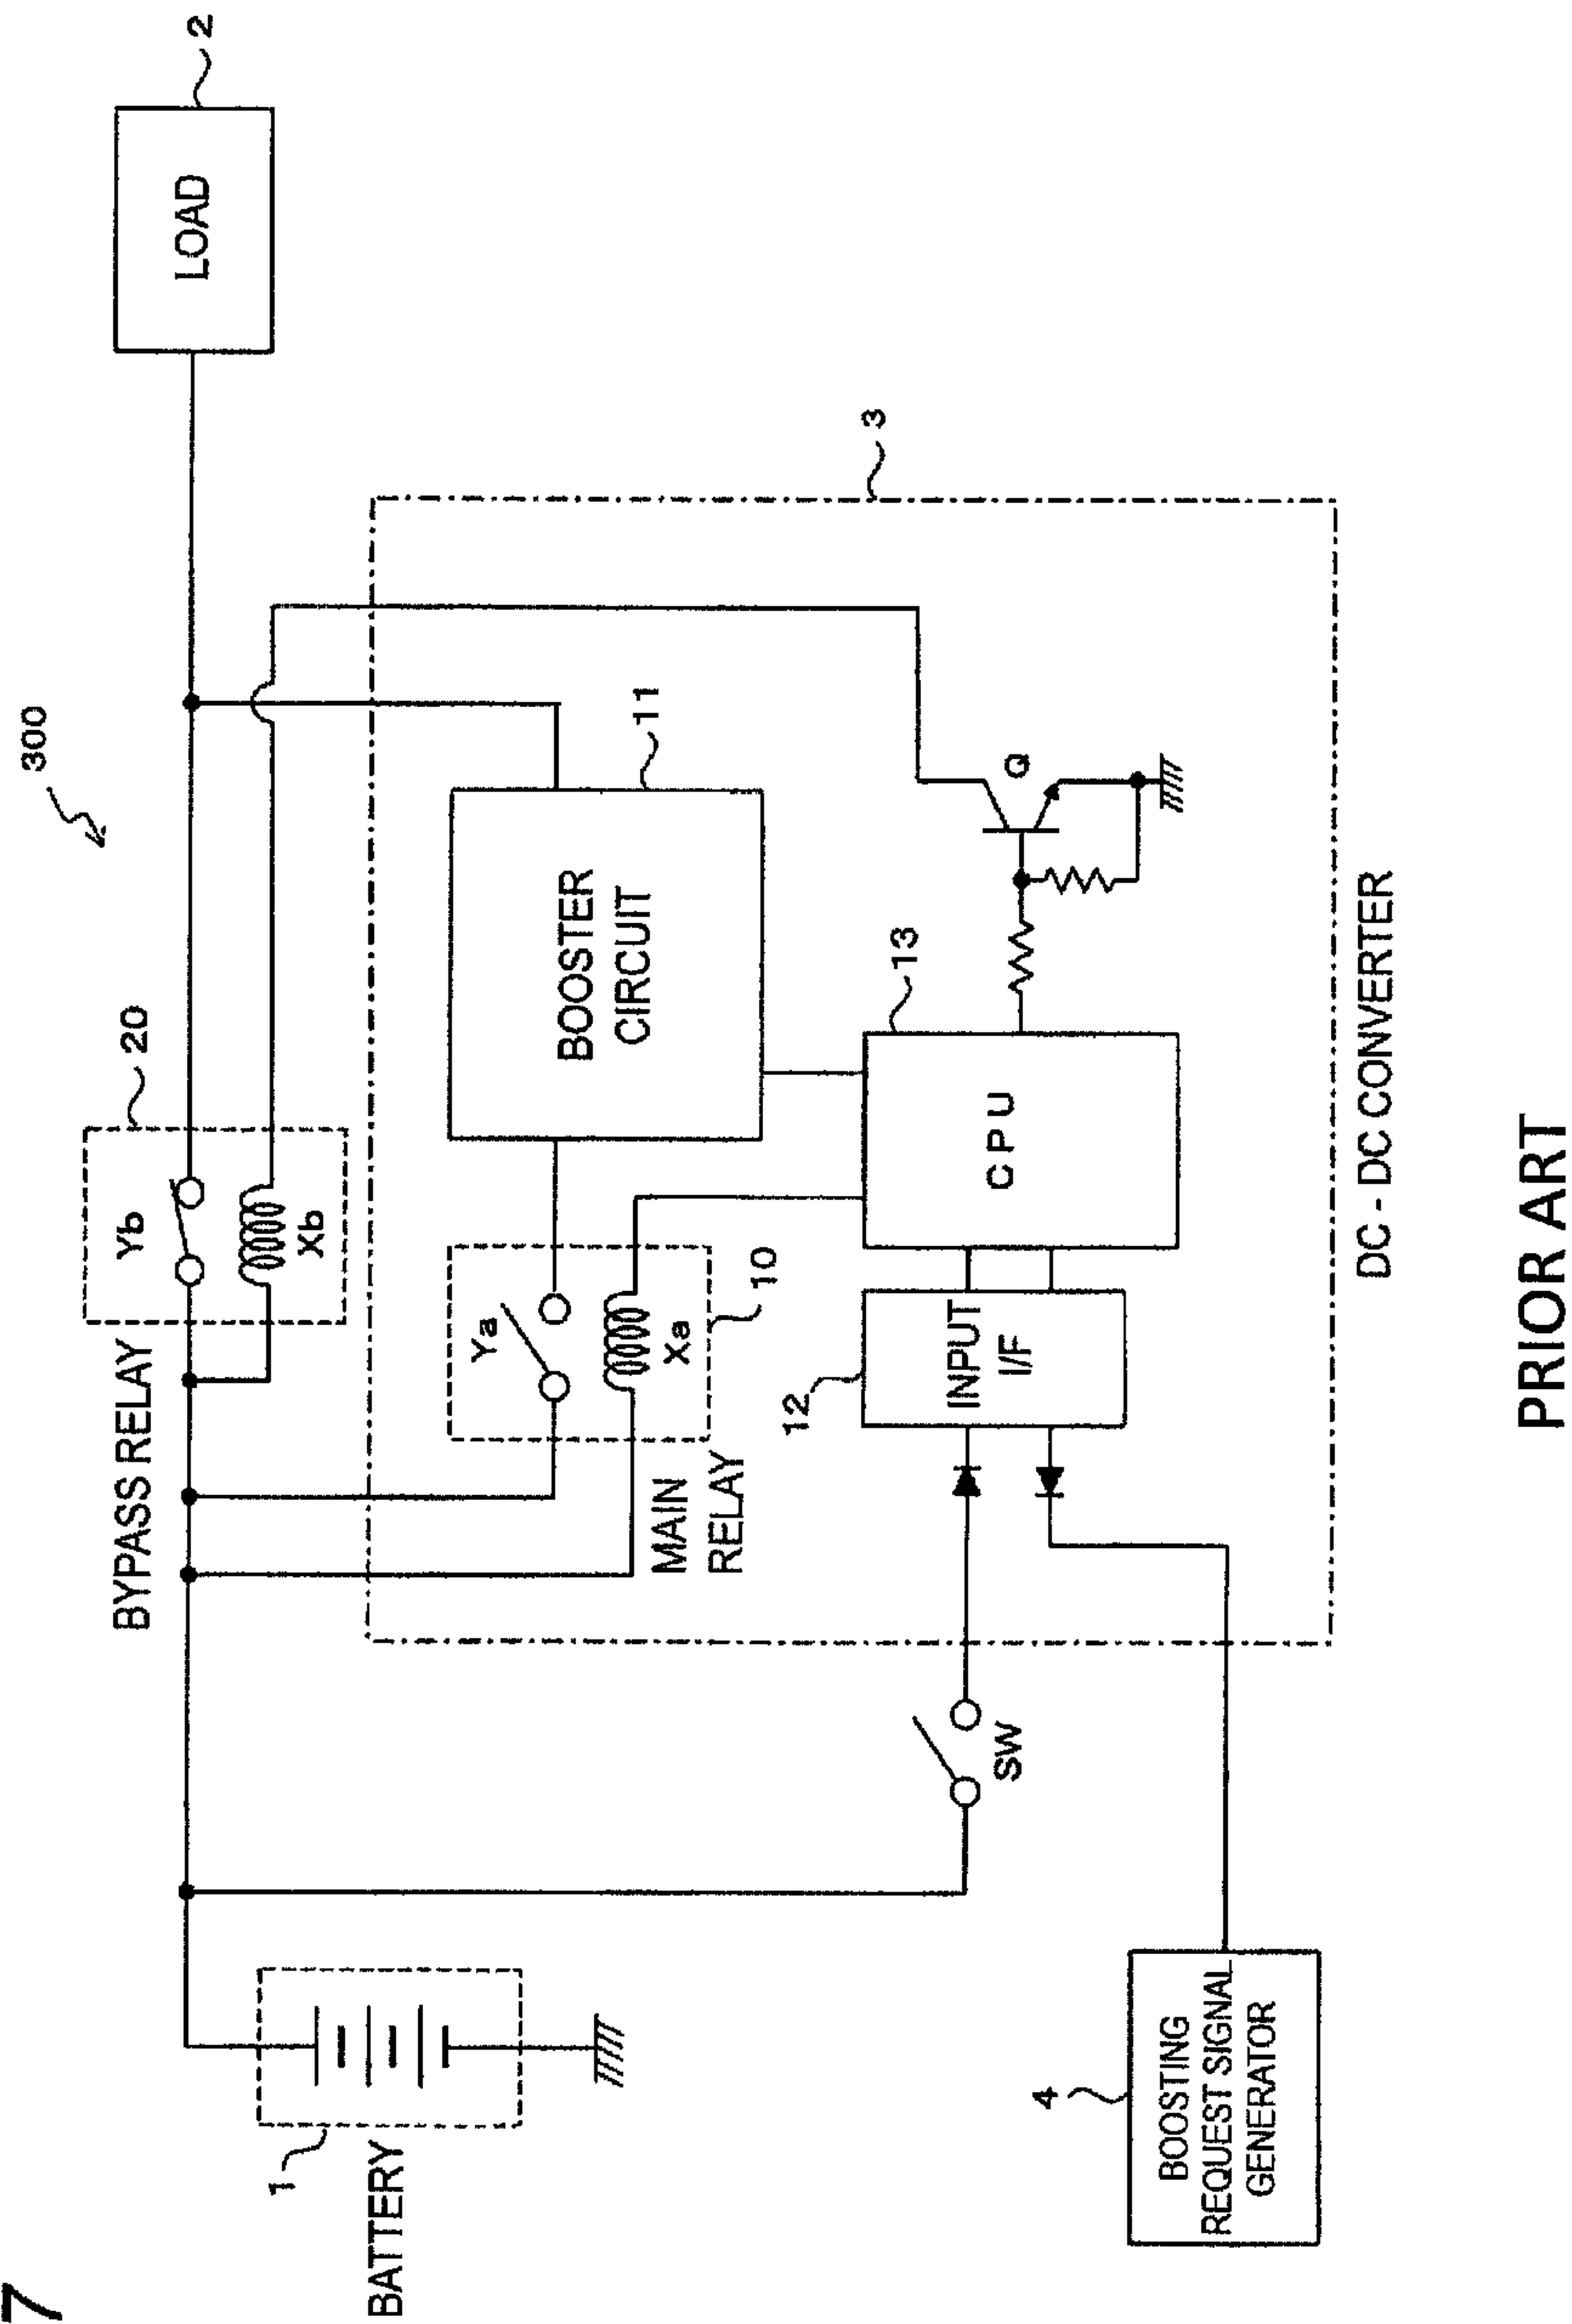 7
300
BYPASS RELAY
20
Yb
Xb
LOAD
2
BATTERY
1
MAIN
RELAY
Ya
Xa
10
BOOSTER
CIRCUIT
11
3
SW
12
INPUT
I/F
CPU
13
Q
4
BOOSTING
REQUEST SIGNAL
GENERATOR
DC - DC CONVERTER
PRIOR ART